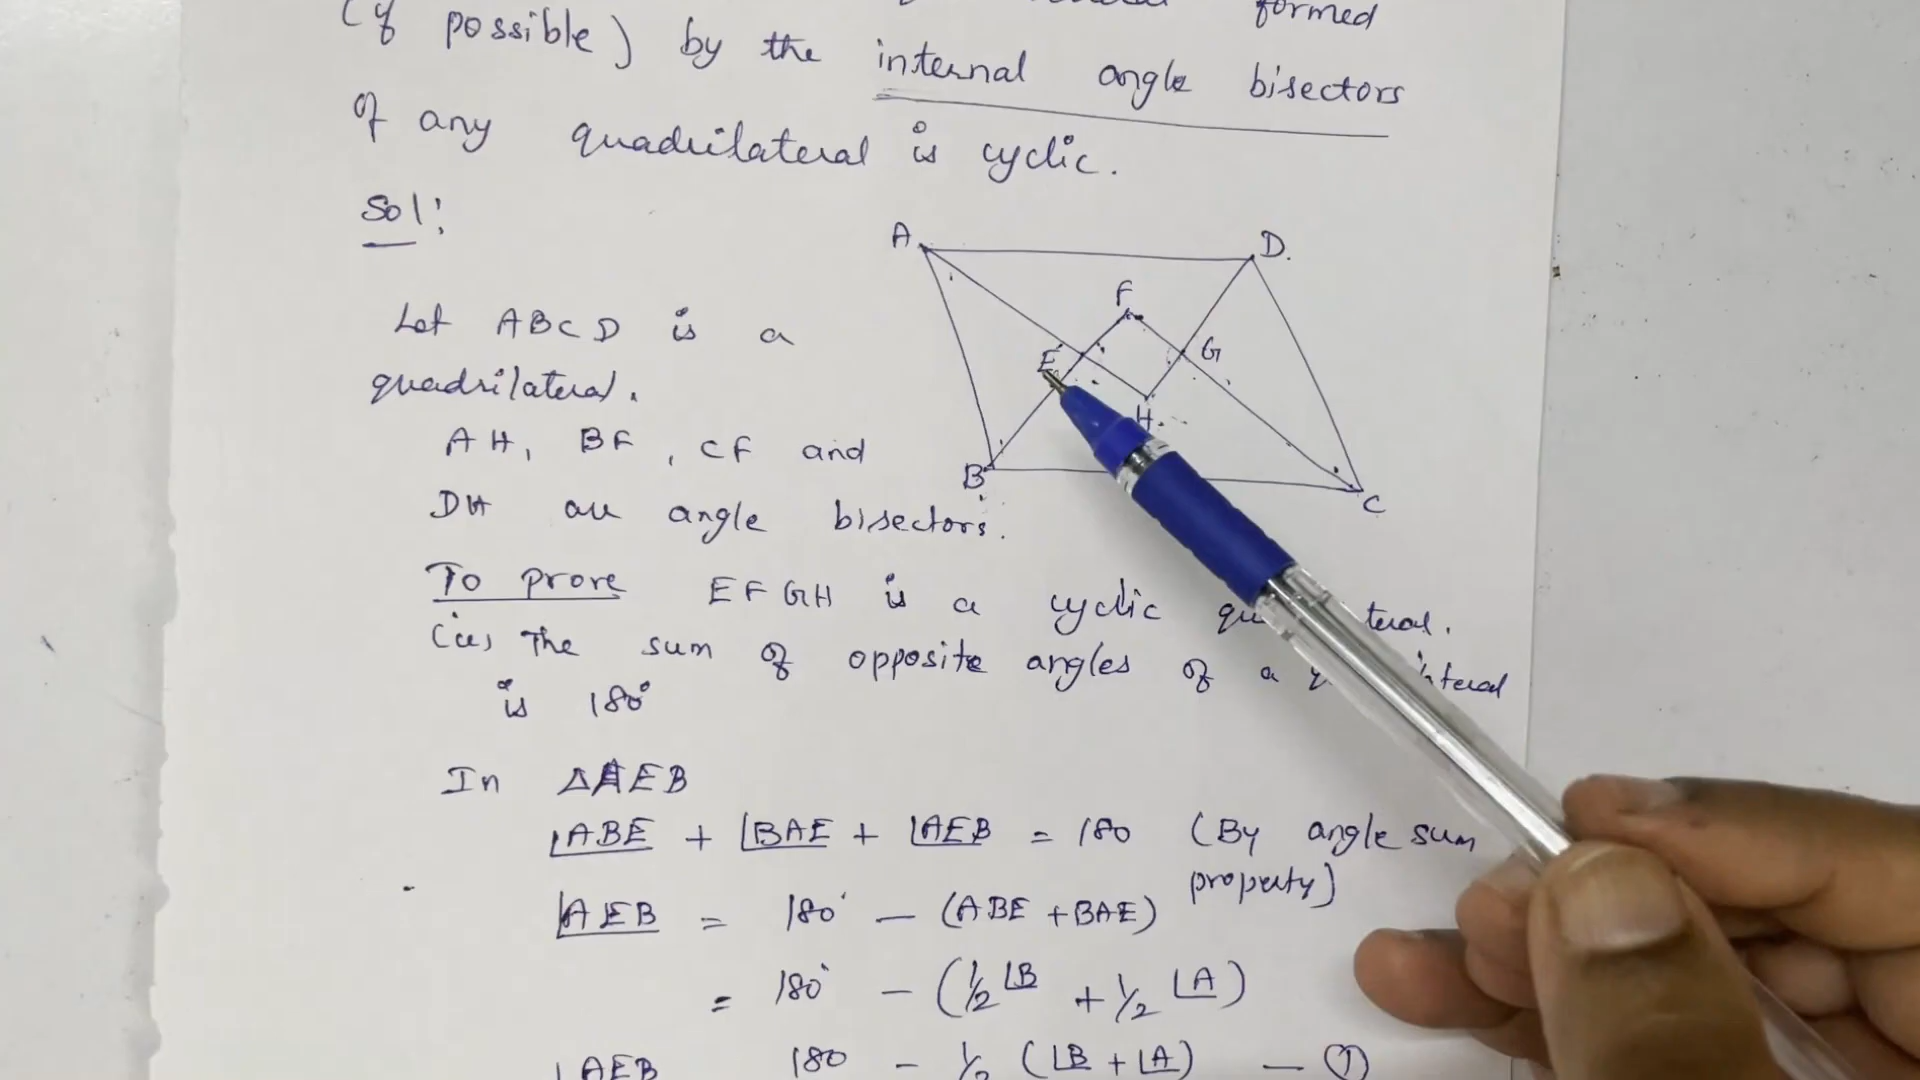 (if possible) by the formed
internal angle bisectors
of any quadrilateral is cyclic.
Sol:
A
D.
F
E
G
H
B
C
Let ABCD is a
quadrilateral.
AH, BF, CF and
DH are angle bisectors.
To prove EFGH is a cyclic
(ie) The sum of opposite angles of a
is 180°
In ΔAEB
∠ABE + ∠BAE + ∠AEB = 180 (By angle sum
property)
∠AEB = 180° - (ABE + BAE)
= 180° - (1/2 ∠B + 1/2 ∠A)
∠AEB 180 - 1/2 (∠B + ∠A) — ①